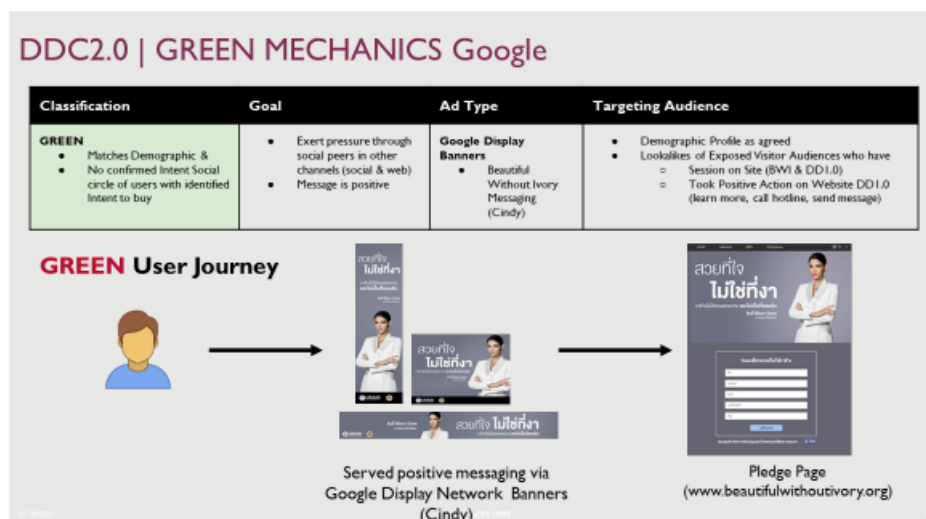 DDC2.0 | GREEN MECHANICS Google
Classification
Goal
Ad Type
Targeting Audience
GREEN
● Matches Demographic &
● No confirmed Intent Social
circle of users with identified
Intent to buy
● Exert pressure through
social peers in other
channels (social & web)
● Message is positive
Google Display
Banners
● Beautiful
Without Ivory
Messaging
(Cindy)
● Demographic Profile as agreed
● Lookalikes of Exposed Visitor Audiences who have
○ Session on Site (BWI & DD1.0)
○ Took Positive Action on Website DD1.0
(learn more, call hotline, send message)
GREEN User Journey
สวยที่ใจ
ไม่ใช่ที่งา
สวยที่ใจ
ไม่ใช่ที่งา
สวยที่ใจ ไม่ใช่ที่งา
สวยที่ใจ
ไม่ใช่ที่งา
Served positive messaging via
Google Display Network Banners
(Cindy)
Pledge Page
(www.beautifulwithoutivory.org)